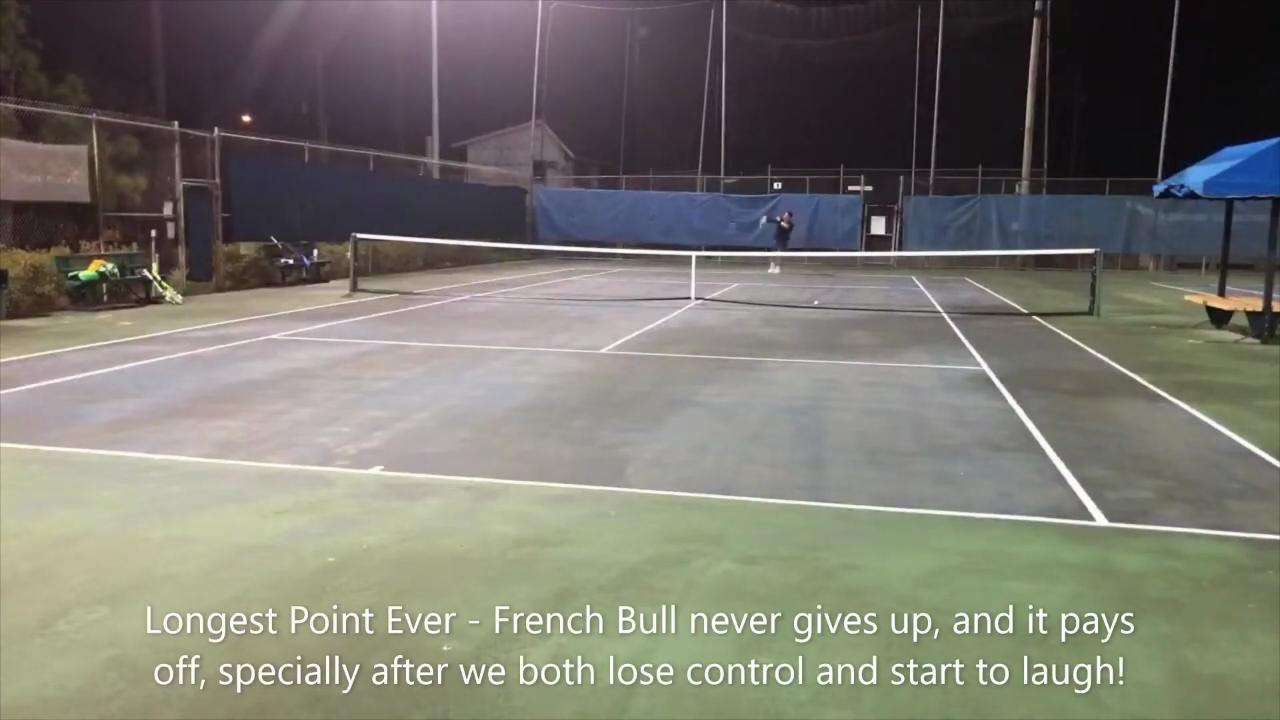 Longest Point Ever - French Bull never gives up, and it pays
off, specially after we both lose control and start to laugh!